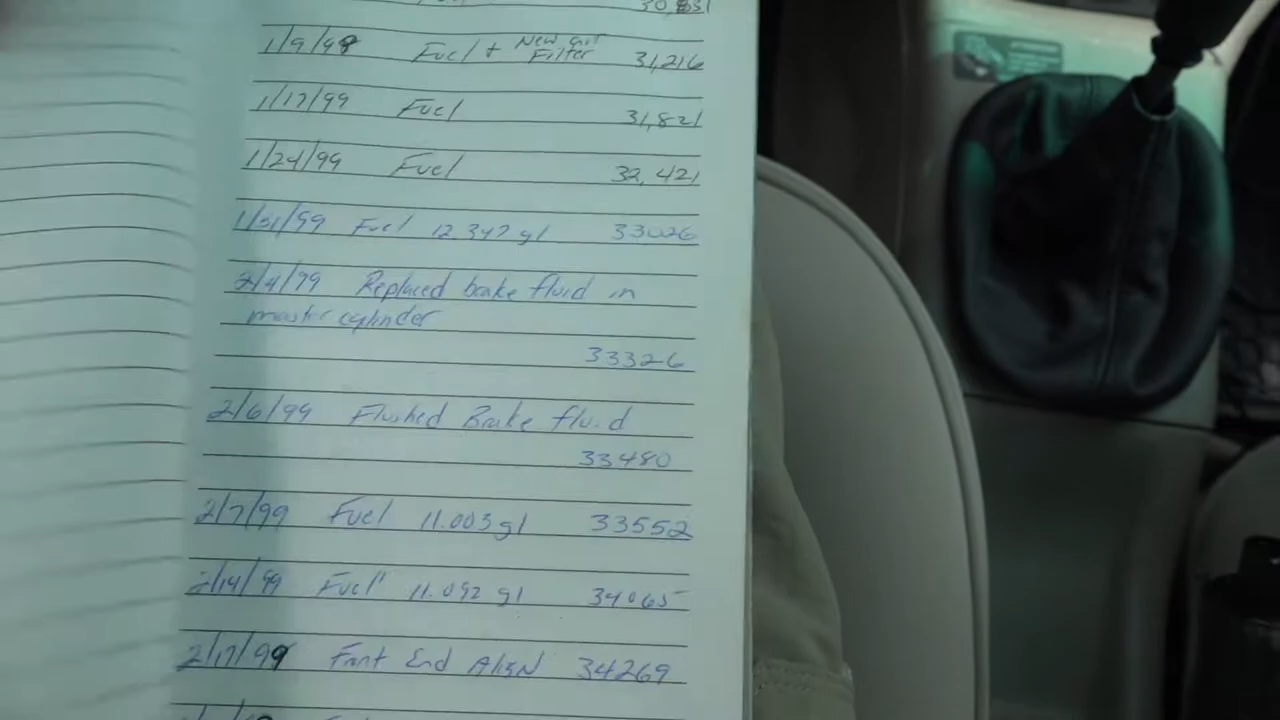 30,831
1/9/99 Fuel + New air Filter 31,216
1/17/99 Fuel 31,821
1/24/99 Fuel 32,421
1/31/99 Fuel 12.347 gl 33026
2/4/99 Replaced brake fluid in
master cylinder
33326
2/6/99 Flushed Brake fluid
33480
2/7/99 Fuel 11.003 gl 33552
2/14/99 Fuel 11.092 gl 34065
2/17/99 Front End Align 34269